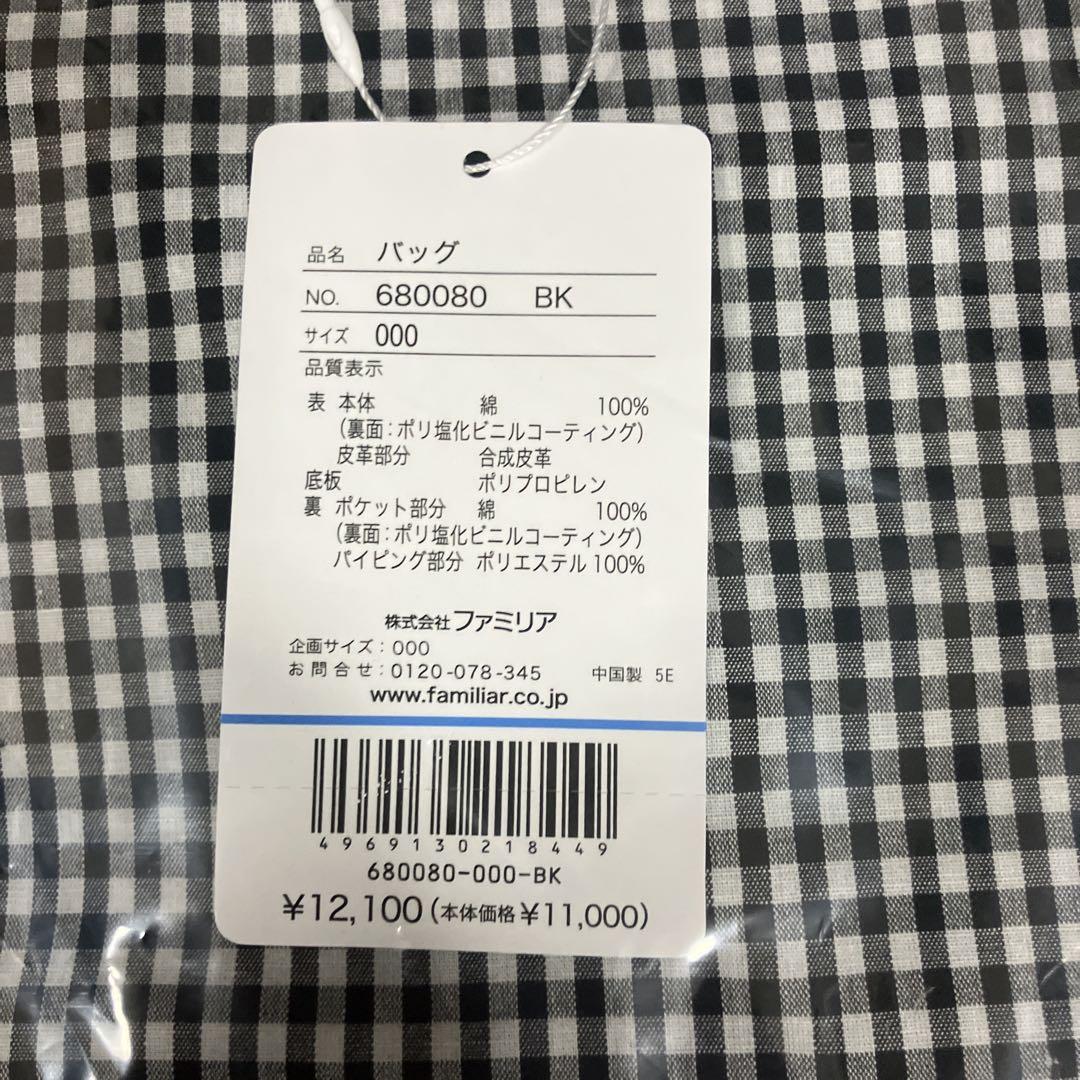 品名 バッグ
NO. 680080 BK
サイズ 000
品質表示
表 本体 綿 100%
(裏面:ポリ塩化ビニルコーティング)
皮革部分 合成皮革
底板 ポリプロピレン
裏 ポケット部分 綿 100%
(裏面:ポリ塩化ビニルコーティング)
パイピング部分 ポリエステル100%
株式会社ファミリア
企画サイズ:000
お問合せ:0120-078-345 中国製 5E
www.familiar.co.jp
4969130218449
680080-000-BK
¥12,100(本体価格¥11,000)